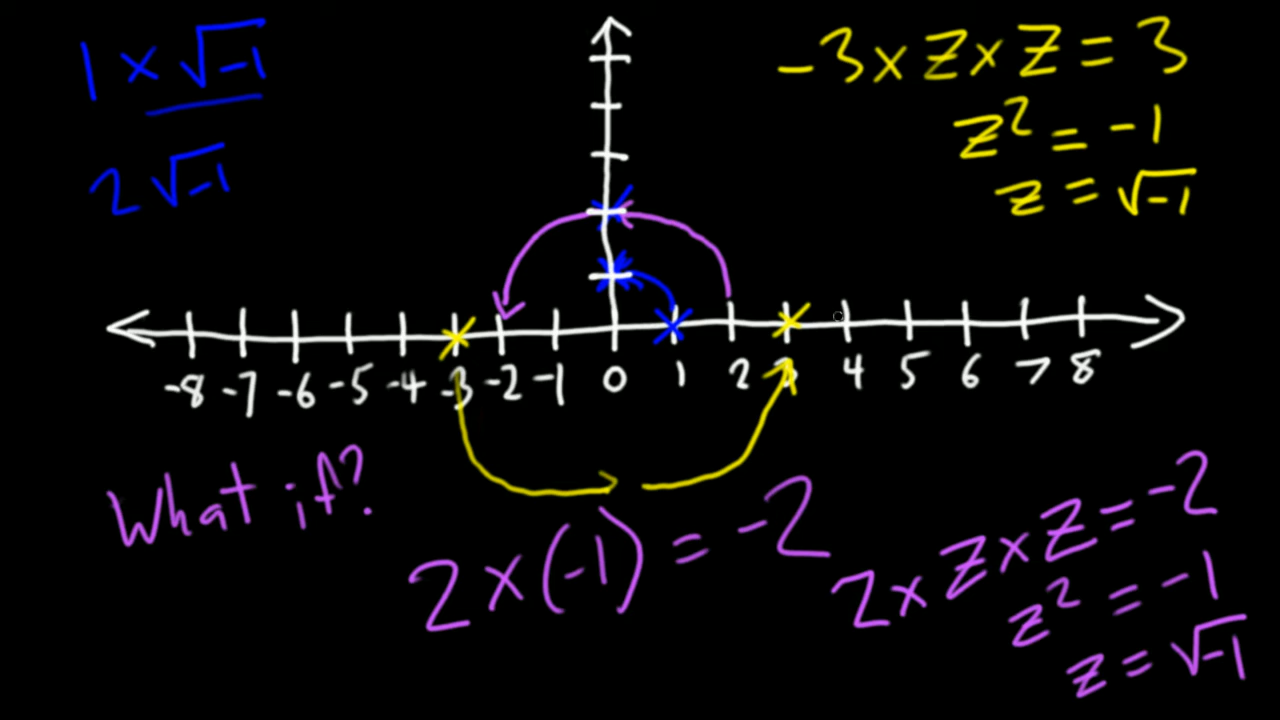 1 × √-1
2√-1
-3 × z × z = 3
z² = -1
z = √-1
-8 -7 -6 -5 -4 -3 -2 -1 0 1 2 3 4 5 6 7 8
What if?
2 × (-1) = -2
2 × z × z = -2
z² = -1
z = √-1